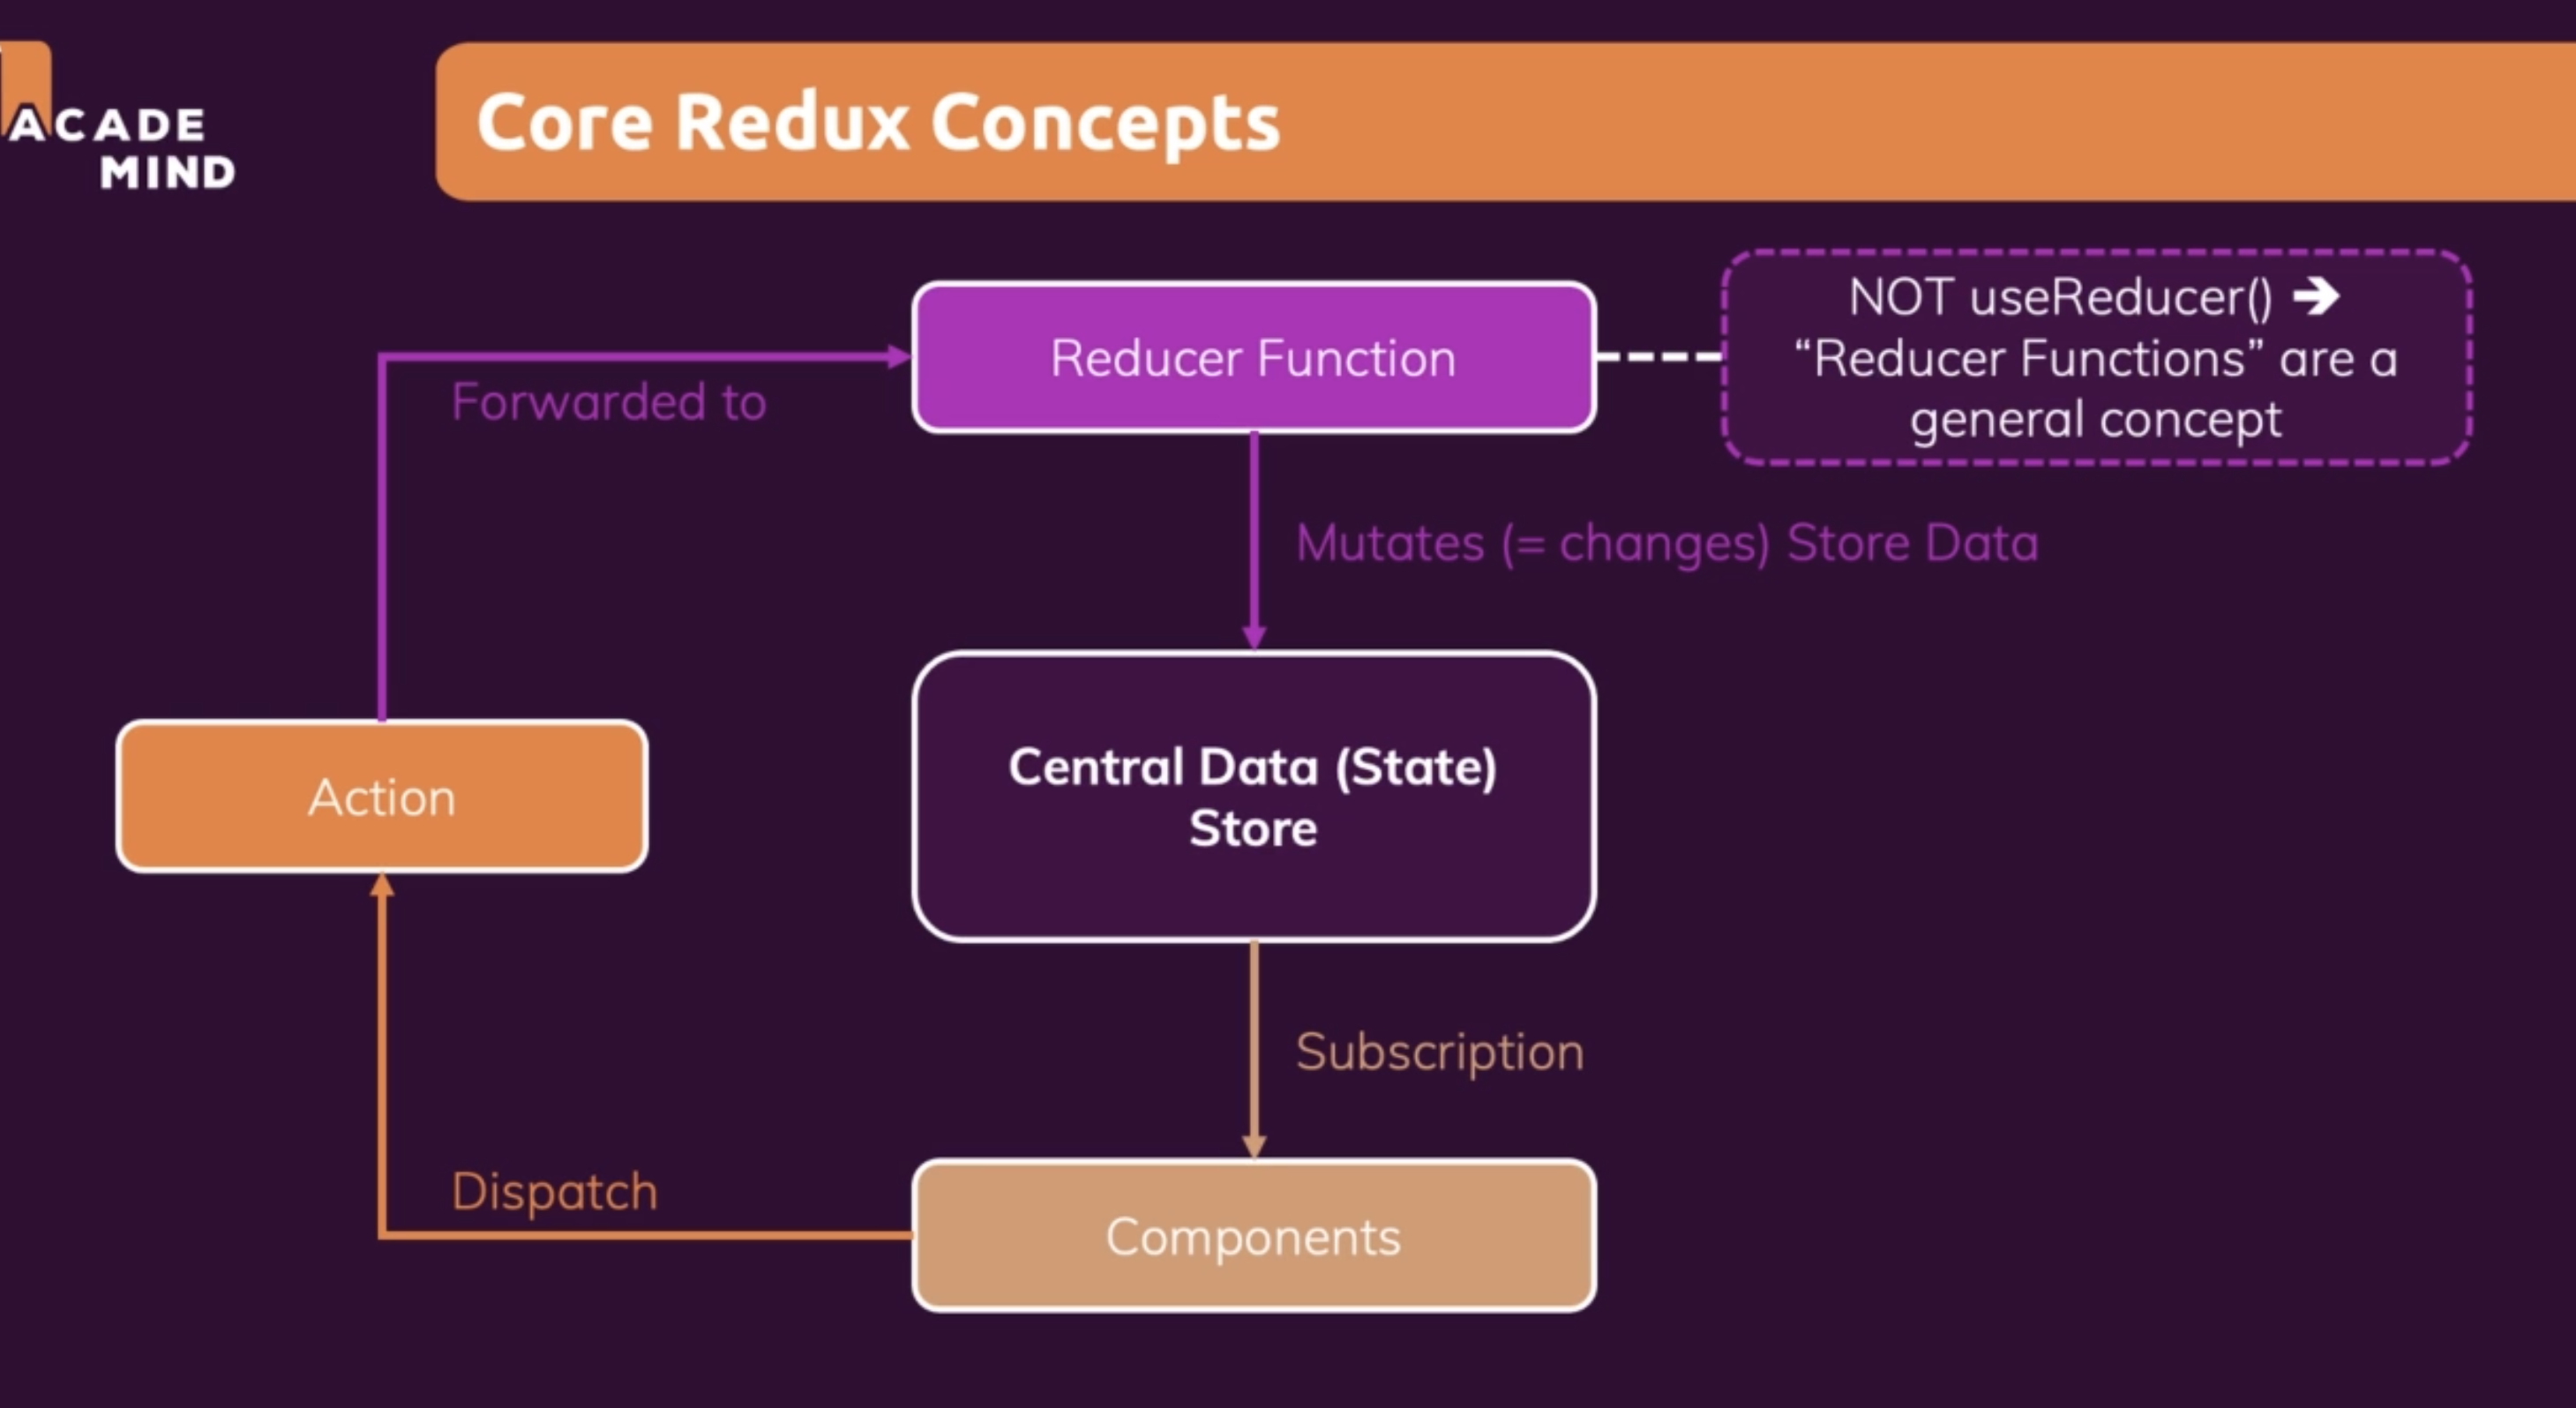 ACADE
MIND
Core Redux Concepts
Reducer Function
NOT useReducer() ➔
“Reducer Functions” are a
general concept
Forwarded to
Mutates (= changes) Store Data
Action
Central Data (State)
Store
Subscription
Dispatch
Components